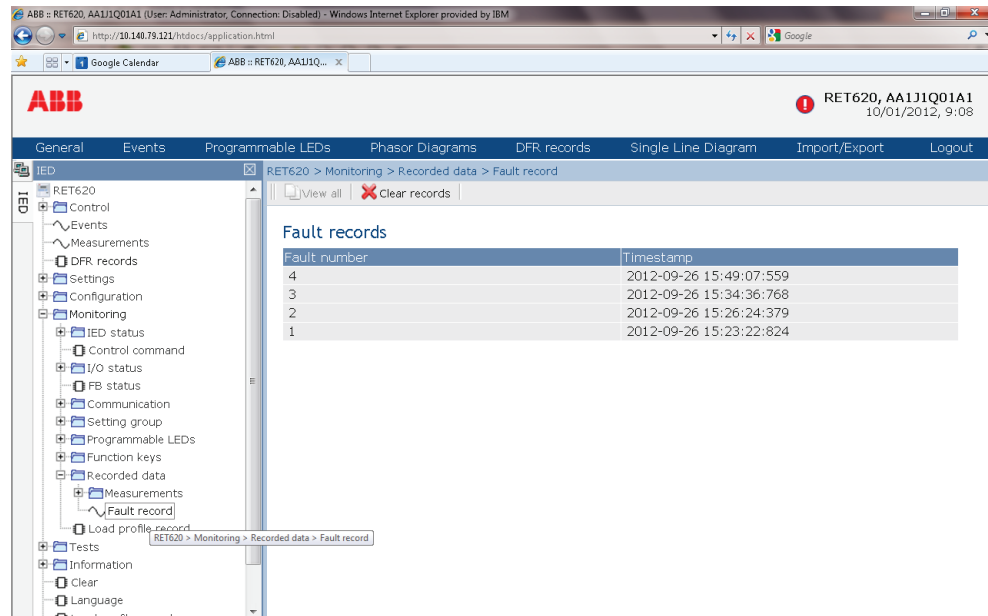 ABB :: RET620, AA1J1Q01A1 (User: Administrator, Connection: Disabled) - Windows Internet Explorer provided by IBM
http://10.140.79.121/htdocs/application.html
Google
Google Calendar
ABB :: RET620, AA1J1Q...
x
ABB
RET620, AA1J1Q01A1
10/01/2012, 9:08
General Events Programmable LEDs Phasor Diagrams DFR records Single Line Diagram Import/Export Logout
IED
IED
RET620
Control
Events
Measurements
DFR records
Settings
Configuration
Monitoring
IED status
Control command
I/O status
FB status
Communication
Setting group
Programmable LEDs
Function keys
Recorded data
Measurements
Fault record
Load profile record
RET620 > Monitoring > Recorded data > Fault record
Tests
Information
Clear
Language
RET620 > Monitoring > Recorded data > Fault record
View all Clear records
Fault records
Fault number Timestamp
4 2012-09-26 15:49:07:559
3 2012-09-26 15:34:36:768
2 2012-09-26 15:26:24:379
1 2012-09-26 15:23:22:824